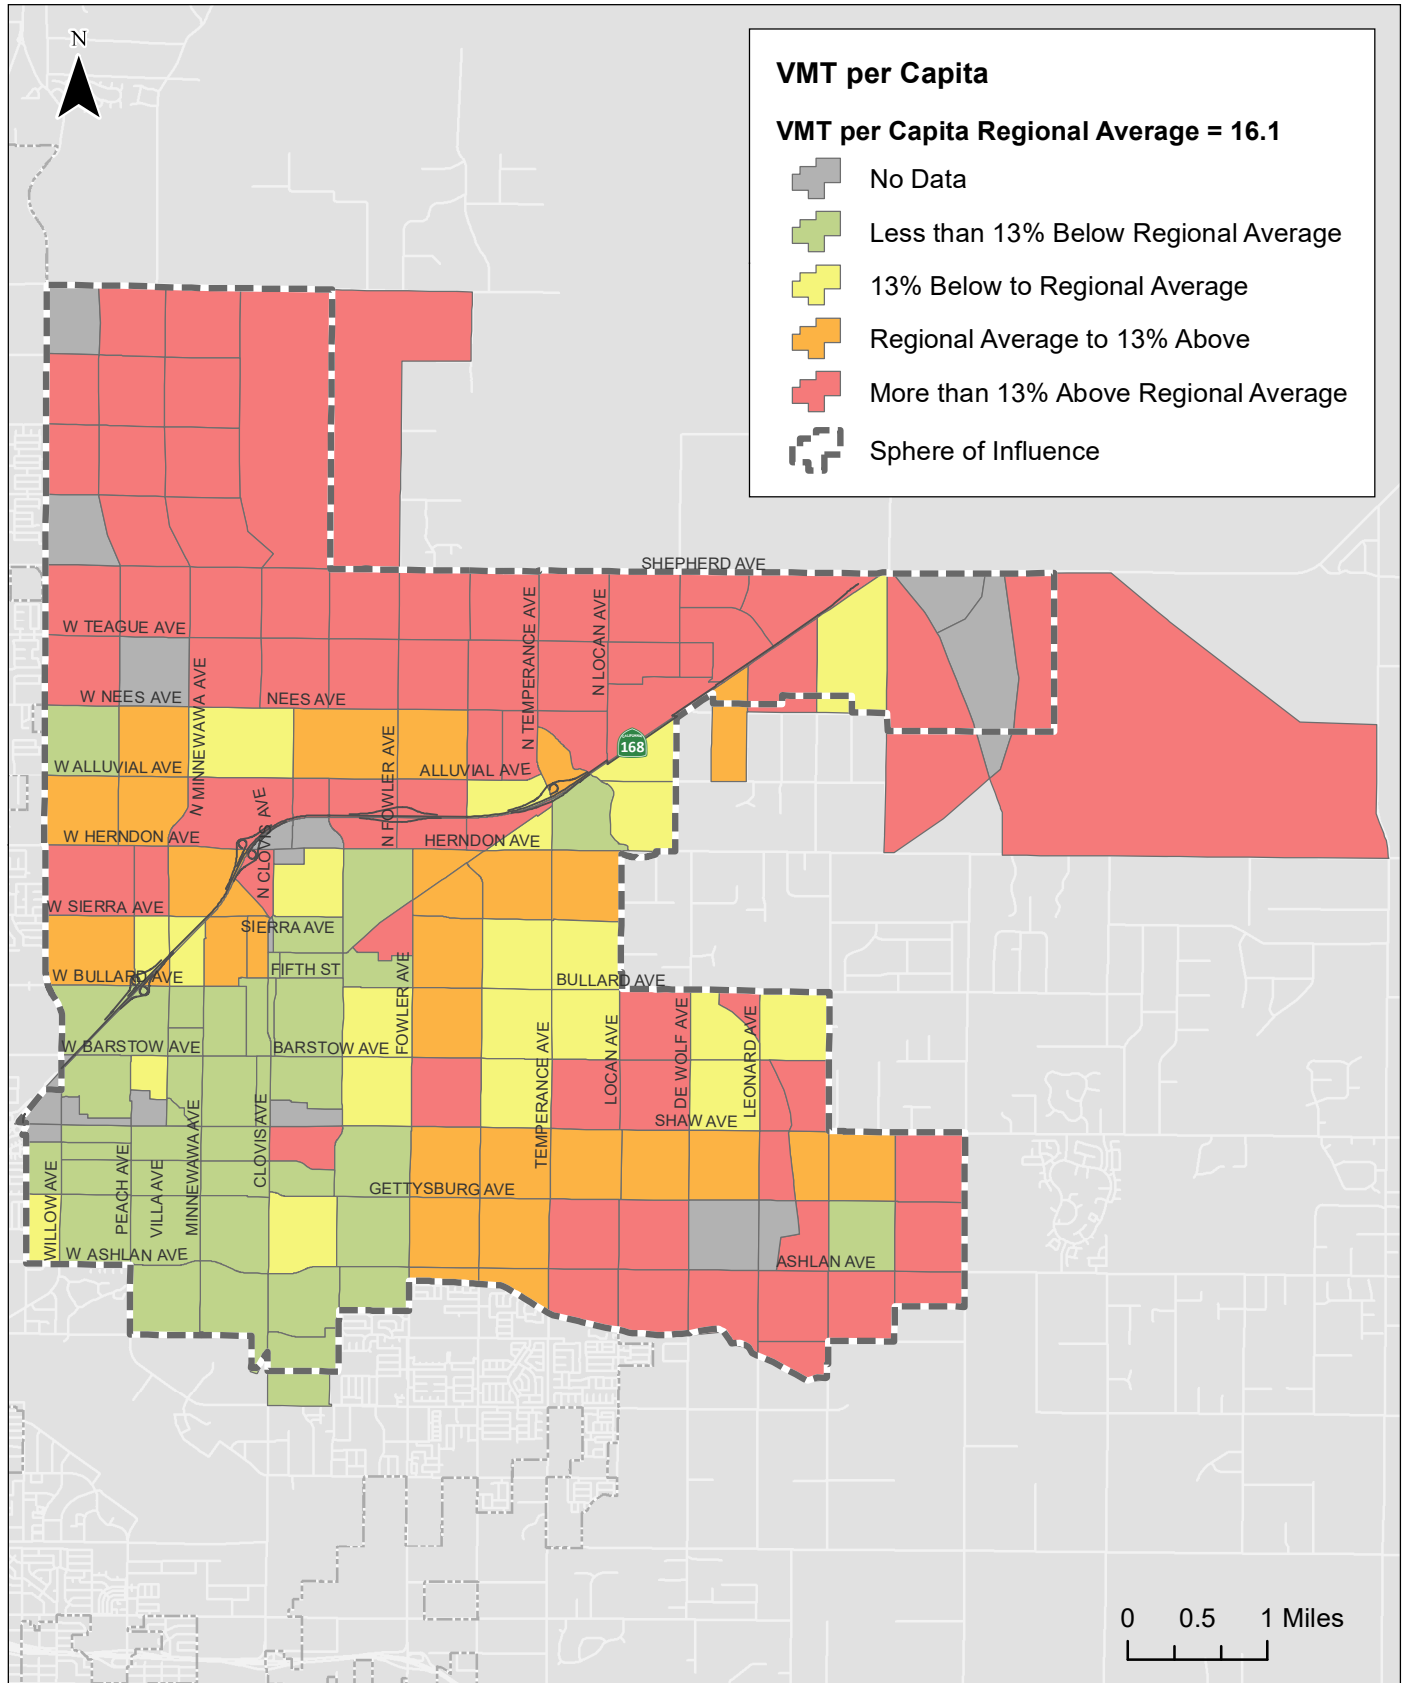 N
VMT per Capita
VMT per Capita Regional Average = 16.1
No Data
Less than 13% Below Regional Average
13% Below to Regional Average
Regional Average to 13% Above
More than 13% Above Regional Average
Sphere of Influence
SHEPHERD AVE
W TEAGUE AVE
N TEMPERANCE AVE
N LOCAN AVE
W NEES AVE
N MINNEWAWA AVE
NEES AVE
CALIFORNIA
168
W ALLUVIAL AVE
N FOWLER AVE
ALLUVIAL AVE
W HERNDON AVE
N CLOVIS AVE
HERNDON AVE
W SIERRA AVE
SIERRA AVE
W BULLARD AVE
FIFTH ST
FOWLER AVE
BULLARD AVE
W BARSTOW AVE
BARSTOW AVE
TEMPERANCE AVE
LOCAN AVE
DE WOLF AVE
LEONARD AVE
SHAW AVE
WILLOW AVE
PEACH AVE
VILLA AVE
MINNEWAWA AVE
CLOVIS AVE
GETTYSBURG AVE
W ASHLAN AVE
ASHLAN AVE
0 0.5 1 Miles